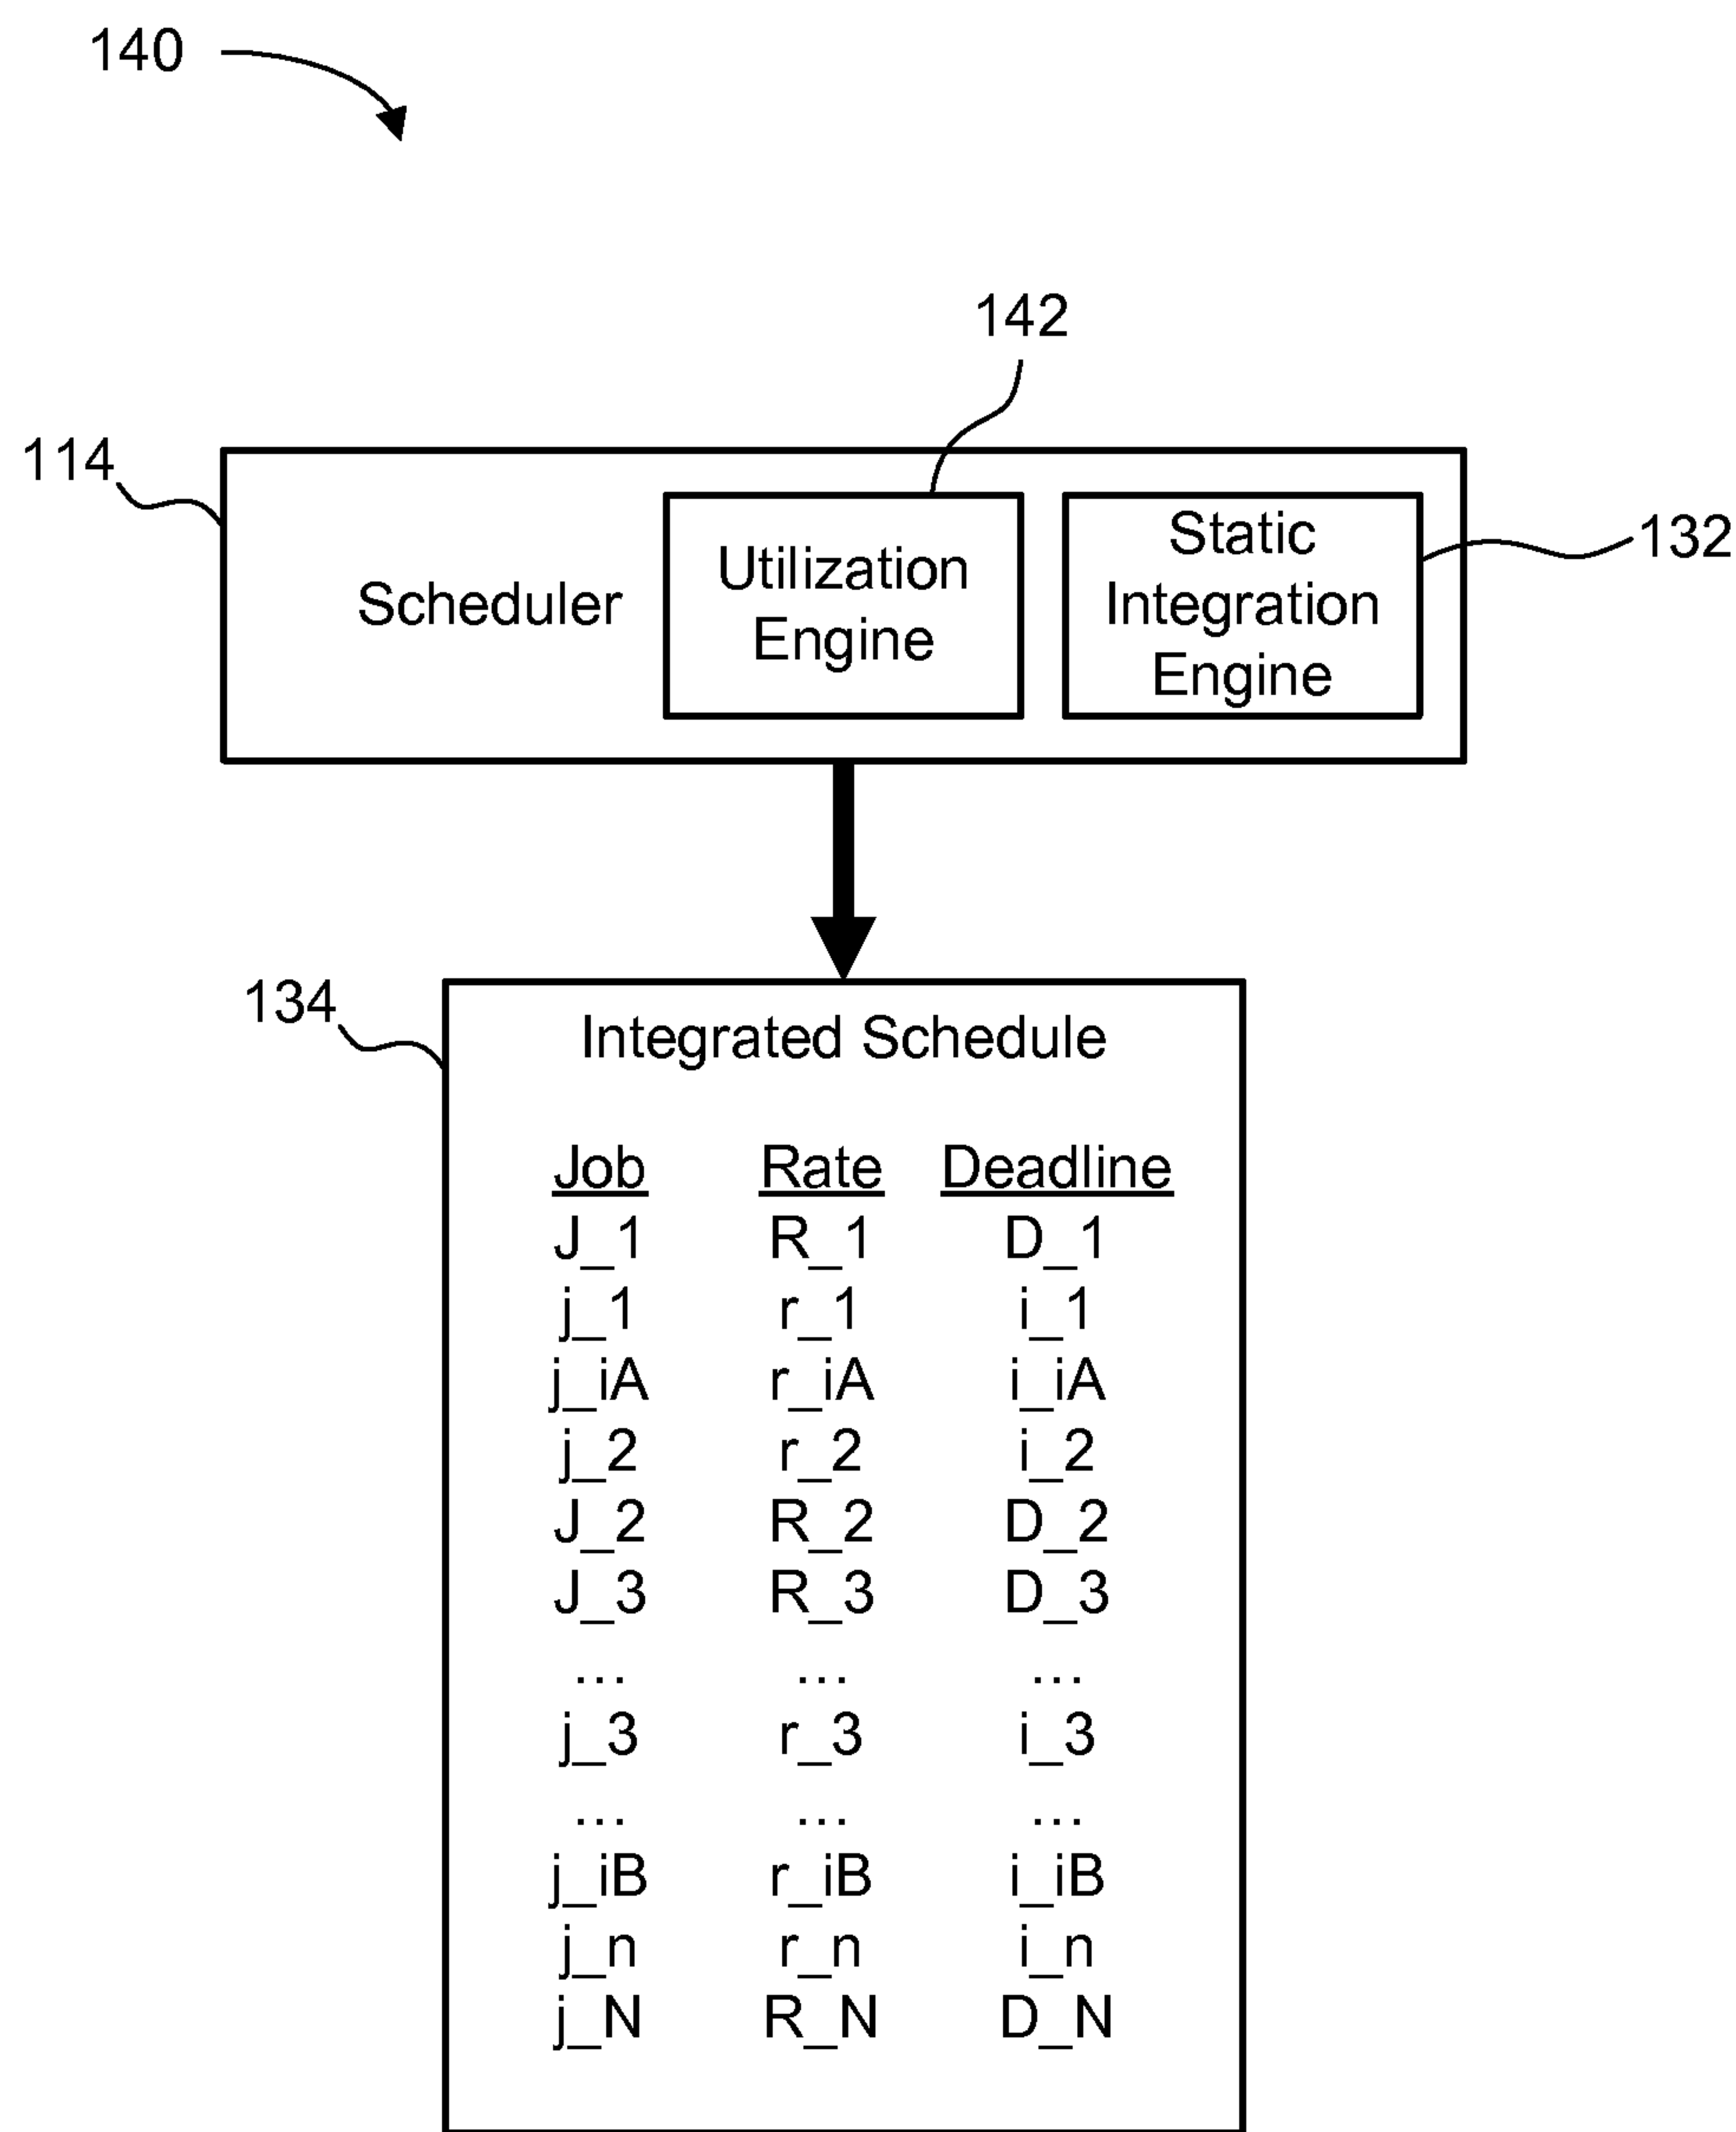 140
142
114
132
Scheduler
Utilization
Engine
Static
Integration
Engine
134
Integrated Schedule
Job Rate Deadline
J_1 R_1 D_1
j_1 r_1 i_1
j_iA r_iA i_iA
j_2 r_2 i_2
J_2 R_2 D_2
J_3 R_3 D_3
... ... ...
j_3 r_3 i_3
... ... ...
j_iB r_iB i_iB
j_n r_n i_n
j_N R_N D_N